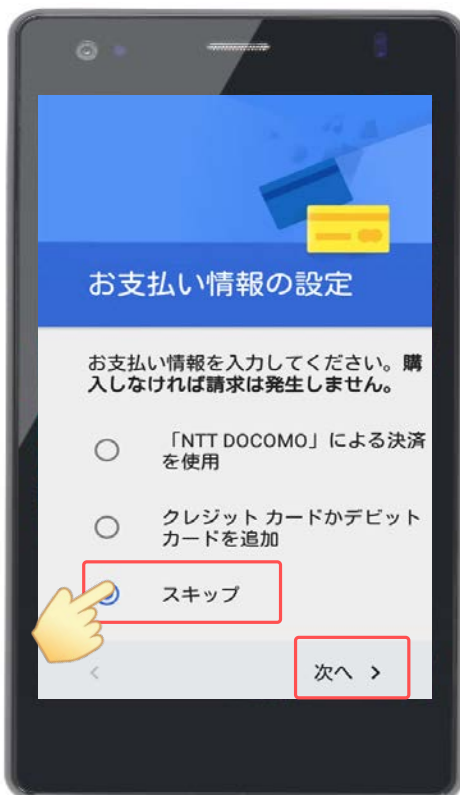 お支払い情報の設定
お支払い情報を入力してください。購
入しなければ請求は発生しません。
「NTT DOCOMO」による決済
を使用
クレジット カードかデビット
カードを追加
スキップ
次へ